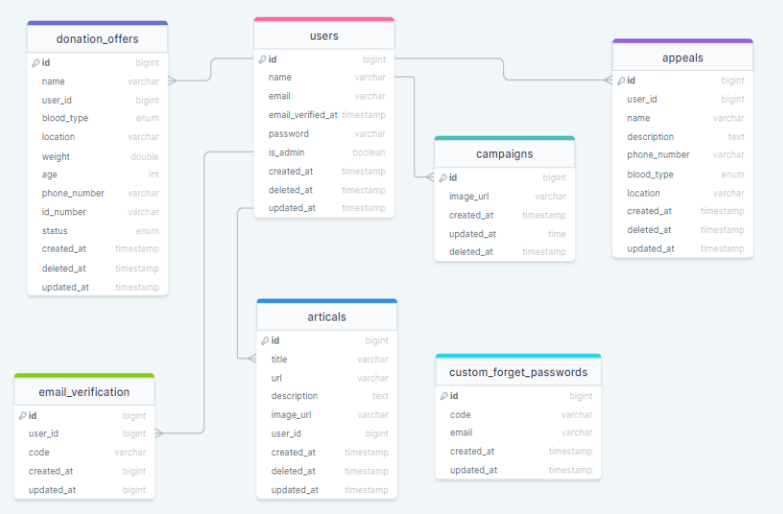 donation_offers
id bigint
name varchar
user_id bigint
blood_type enum
location varchar
weight double
age int
phone_number varchar
id_number varchar
status enum
created_at timestamp
deleted_at timestamp
updated_at timestamp
users
id bigint
name varchar
email varchar
email_verified_at timestamp
password varchar
is_admin boolean
created_at timestamp
deleted_at timestamp
updated_at timestamp
appeals
id bigint
user_id bigint
name varchar
description text
phone_number varchar
blood_type enum
location varchar
created_at timestamp
deleted_at timestamp
updated_at timestamp
campaigns
id bigint
image_url varchar
created_at timestamp
updated_at time
deleted_at timestamp
email_verification
id bigint
user_id bigint
code varchar
created_at bigint
updated_at bigint
articals
id bigint
title varchar
url varchar
description text
image_url varchar
user_id bigint
created_at timestamp
deleted_at timestamp
updated_at timestamp
custom_forget_passwords
id bigint
code varchar
email varchar
created_at timestamp
updated_at timestamp